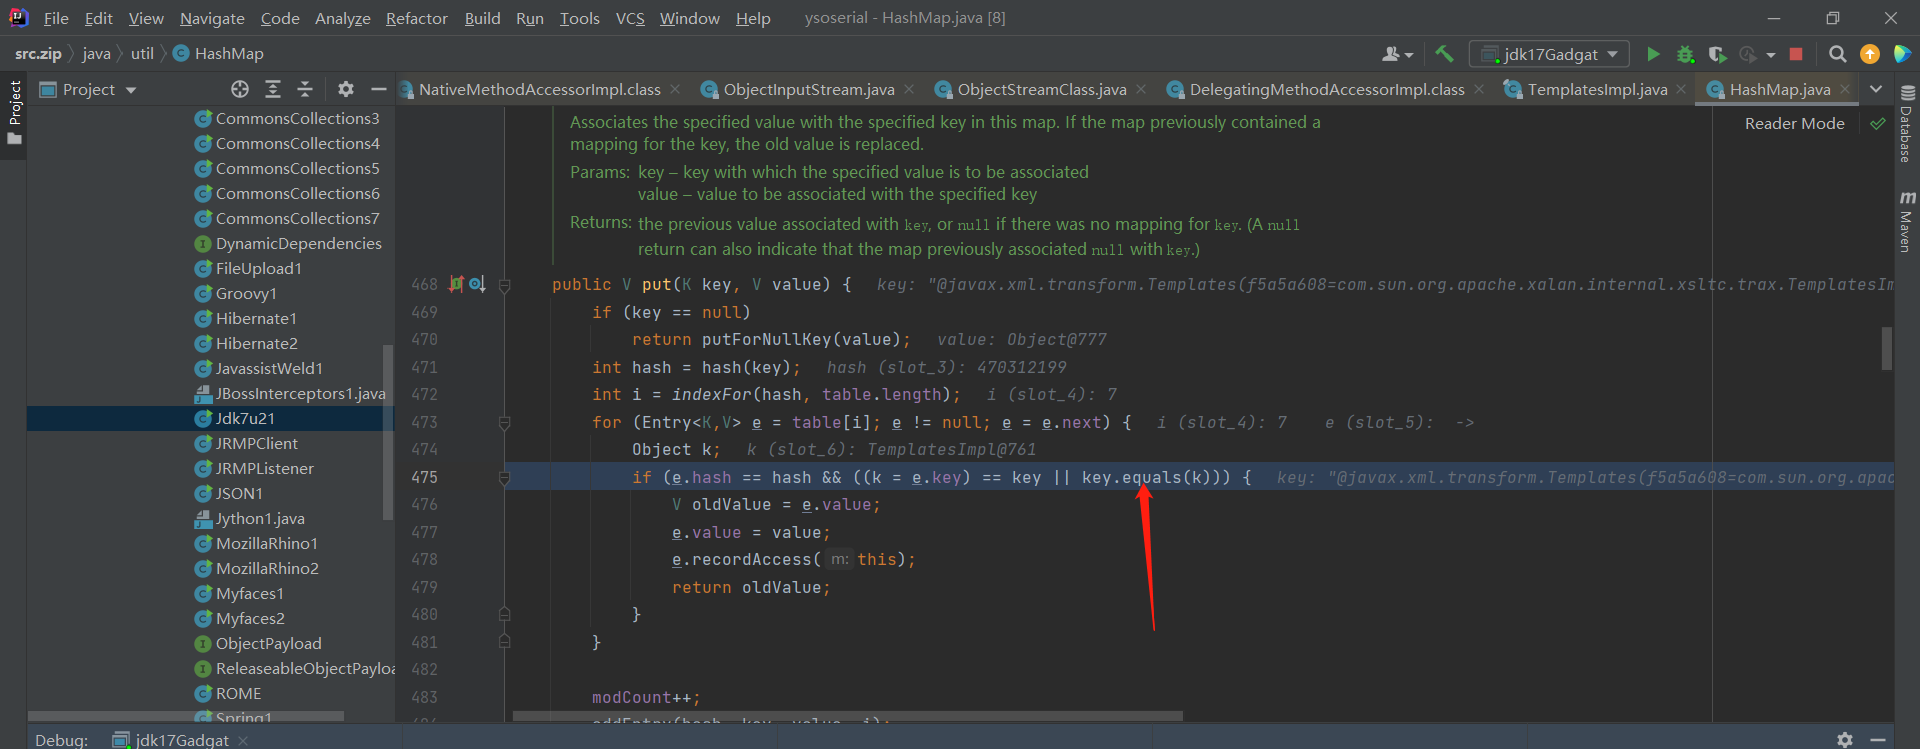 File Edit View Navigate Code Analyze Refactor Build Run Tools VCS Window Help ysoserial - HashMap.java [8]
src.zip java util HashMap jdk17Gadgat
Project NativeMethodAccessorImpl.class ObjectInputStream.java ObjectStreamClass.java DelegatingMethodAccessorImpl.class TemplatesImpl.java HashMap.java
Project
Database
Maven
Reader Mode
CommonsCollections3
CommonsCollections4
CommonsCollections5
CommonsCollections6
CommonsCollections7
DynamicDependencies
FileUpload1
Groovy1
Hibernate1
Hibernate2
JavassistWeld1
JBossInterceptors1.java
Jdk7u21
JRMPClient
JRMPListener
JSON1
Jython1.java
MozillaRhino1
MozillaRhino2
Myfaces1
Myfaces2
ObjectPayload
ReleaseableObjectPayloa
ROME
Spring1
Associates the specified value with the specified key in this map. If the map previously contained a
mapping for the key, the old value is replaced.
Params: key – key with which the specified value is to be associated
value – value to be associated with the specified key
Returns: the previous value associated with key, or null if there was no mapping for key. (A null
return can also indicate that the map previously associated null with key.)
468 public V put(K key, V value) { key: "@javax.xml.transform.Templates(f5a5a608=com.sun.org.apache.xalan.internal.xsltc.trax.TemplatesIm
469 if (key == null)
470 return putForNullKey(value); value: Object@777
471 int hash = hash(key); hash (slot_3): 470312199
472 int i = indexFor(hash, table.length); i (slot_4): 7
473 for (Entry<K,V> e = table[i]; e != null; e = e.next) { i (slot_4): 7 e (slot_5): ->
474 Object k; k (slot_6): TemplatesImpl@761
475 if (e.hash == hash && ((k = e.key) == key || key.equals(k))) { key: "@javax.xml.transform.Templates(f5a5a608=com.sun.org.apac
476 V oldValue = e.value;
477 e.value = value;
478 e.recordAccess( m: this);
479 return oldValue;
480 }
481 }
482
483 modCount++;
484 addEntry(hash, key, value, i);
Debug: jdk17Gadgat